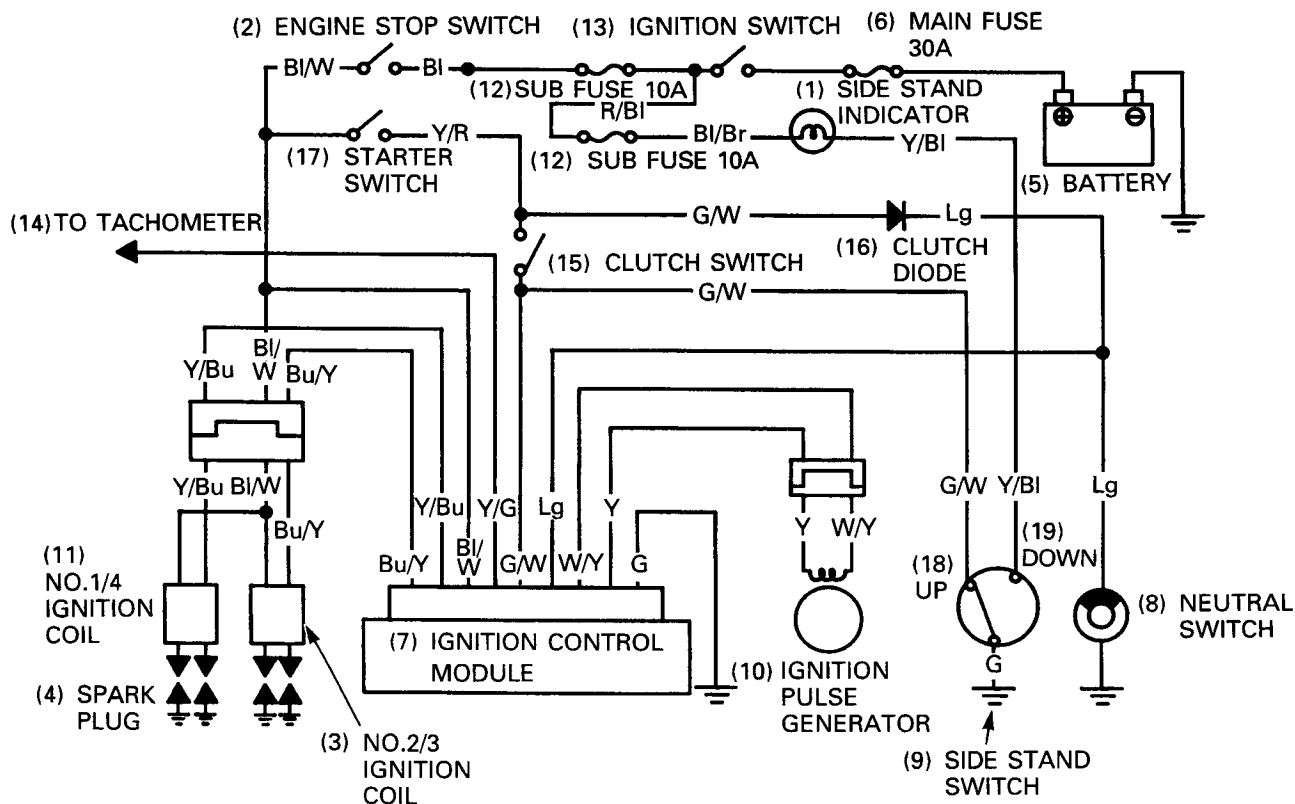 (2) ENGINE STOP SWITCH
(13) IGNITION SWITCH
(6) MAIN FUSE
30A
Bl/W
Bl
(12) SUB FUSE 10A
(1) SIDE STAND
INDICATOR
R/Bl
Y/R
Bl/Br
Y/Bl
(17) STARTER
SWITCH
(12) SUB FUSE 10A
(5) BATTERY
G/W
Lg
(14) TO TACHOMETER
(16) CLUTCH
DIODE
(15) CLUTCH SWITCH
G/W
Y/Bu
Bl/
W
Bu/Y
Y/Bu
Bl/W
Bu/Y
Y/Bu
Y/G
Lg
Y
Y
W/Y
G/W
Y/Bl
Lg
Bu/Y
Bl/
W
G/W
W/Y
G
(11)
NO.1/4
IGNITION
COIL
(18)
UP
(19)
DOWN
(8) NEUTRAL
SWITCH
(7) IGNITION CONTROL
MODULE
(10) IGNITION
PULSE
GENERATOR
G
(4) SPARK
PLUG
(3) NO.2/3
IGNITION
COIL
(9) SIDE STAND
SWITCH